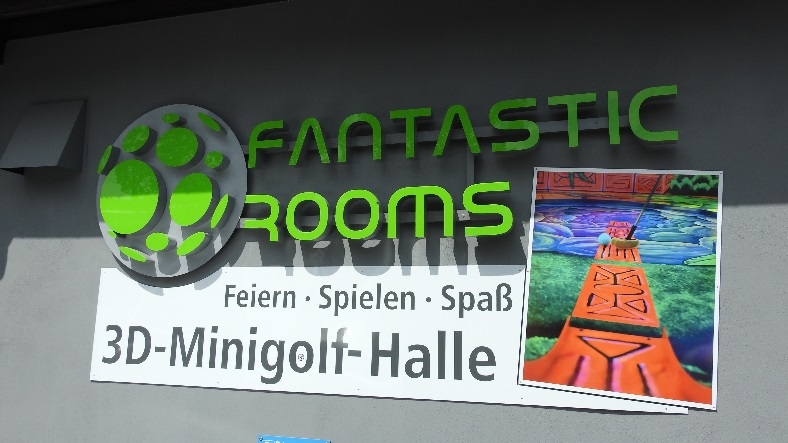 FANTASTIC
ROOMS
Feiern · Spielen · Spaß
3D-Minigolf-Halle